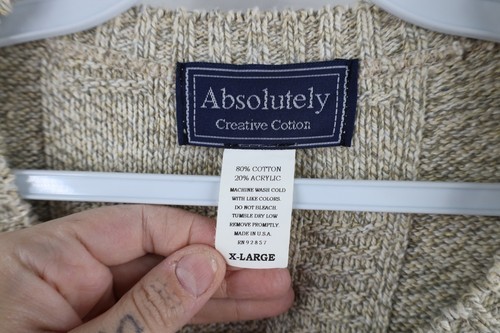 Absolutely
Creative Cotton
80% COTTON
20% ACRYLIC
MACHINE WASH COLD
WITH LIKE COLORS.
DO NOT BLEACH.
TUMBLE DRY LOW
REMOVE PROMPTLY.
MADE IN U.S.A.
RN 92857
X-LARGE